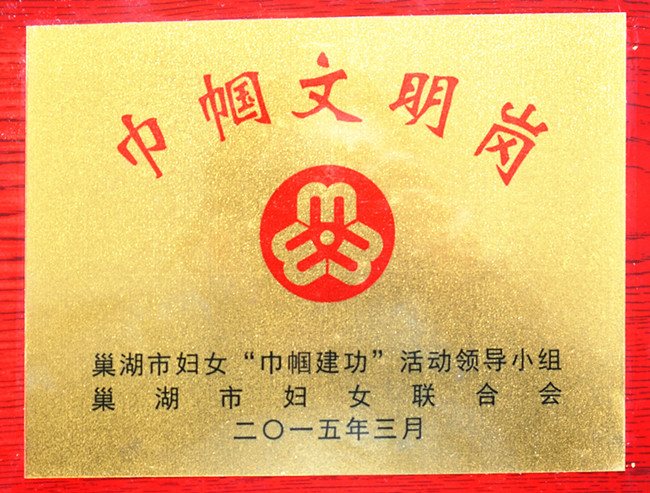 巾帼文明岗
巢湖市妇女“巾帼建功”活动领导小组
巢湖市妇女联合会
二〇一五年三月